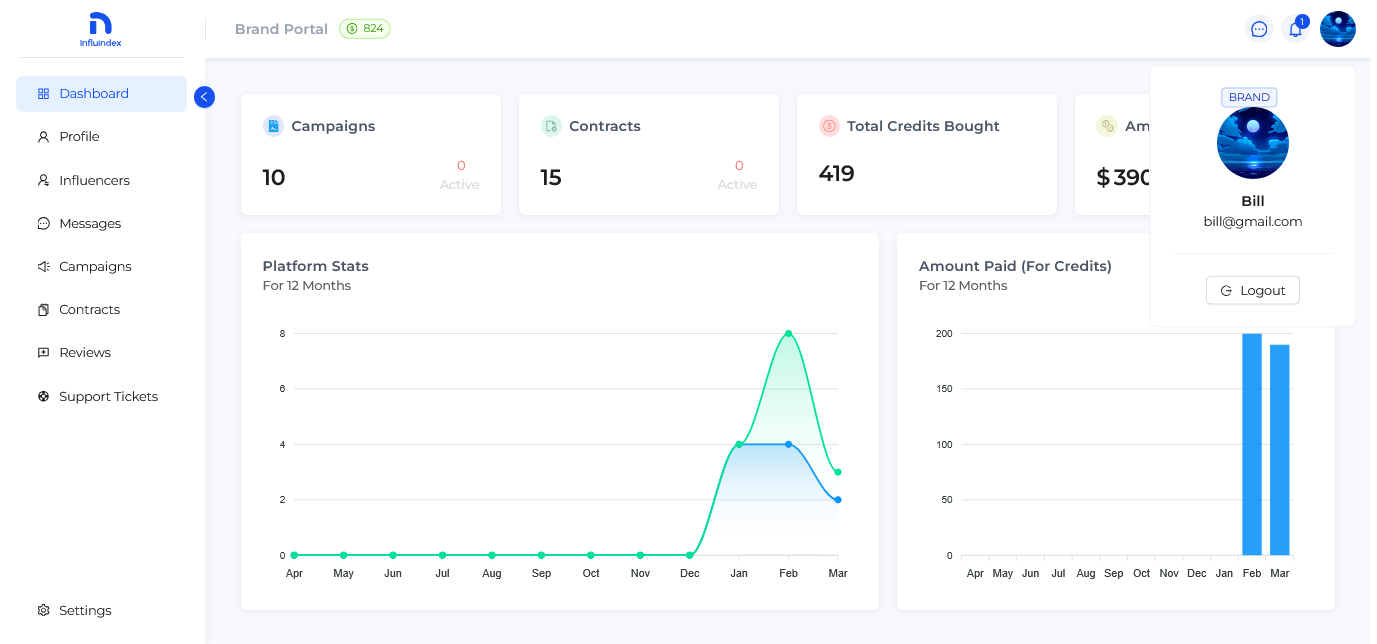 Influindex
Brand Portal 824
1
Dashboard
Profile
Influencers
Messages
Campaigns
Contracts
Reviews
Support Tickets
Settings
Campaigns
10
0
Active
Contracts
15
0
Active
Total Credits Bought
419
Am
$ 390
BRAND
Bill
bill@gmail.com
Logout
Platform Stats
For 12 Months
8
6
4
2
0
Apr May Jun Jul Aug Sep Oct Nov Dec Jan Feb Mar
Amount Paid (For Credits)
For 12 Months
200
150
100
50
0
Apr May Jun Jul Aug Sep Oct Nov Dec Jan Feb Mar